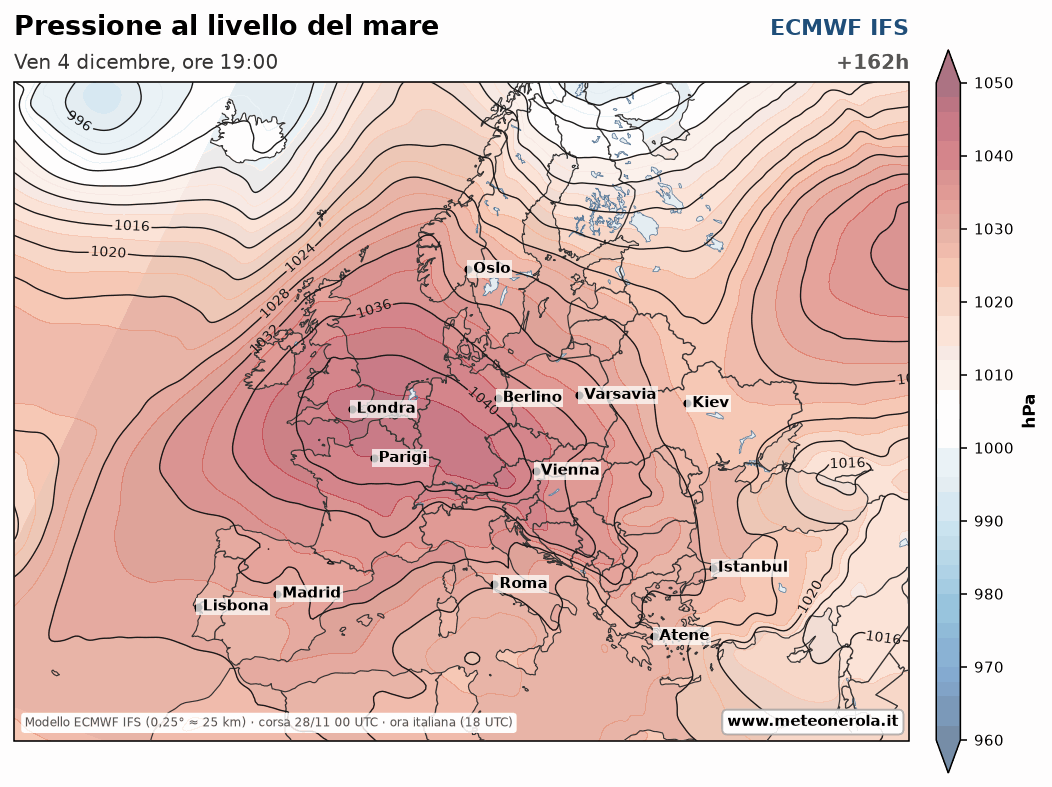 Pressione al livello del mare
ECMWF IFS
Ven 4 dicembre, ore 19:00
+162h
996
1016
1020
1024
1028
1032
1036
1040
1016
1020
1016
Oslo
Berlino
Varsavia
Kiev
Londra
Parigi
Vienna
Istanbul
Roma
Madrid
Lisbona
Atene
1050
1040
1030
1020
1010
1000
990
980
970
960
hPa
Modello ECMWF IFS (0,25° ≈ 25 km) · corsa 28/11 00 UTC · ora italiana (18 UTC)
www.meteonerola.it